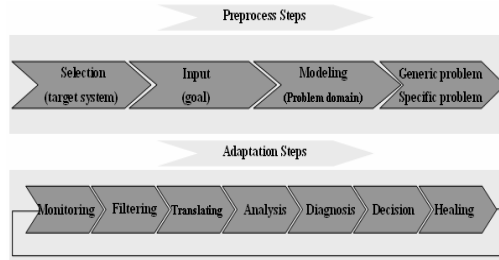 Preprocess Steps
Selection
(target system)
Input
(goal)
Modeling
(Problem domain)
Generic problem
Specific problem
Adaptation Steps
Monitoring
Filtering
Translating
Analysis
Diagnosis
Decision
Healing